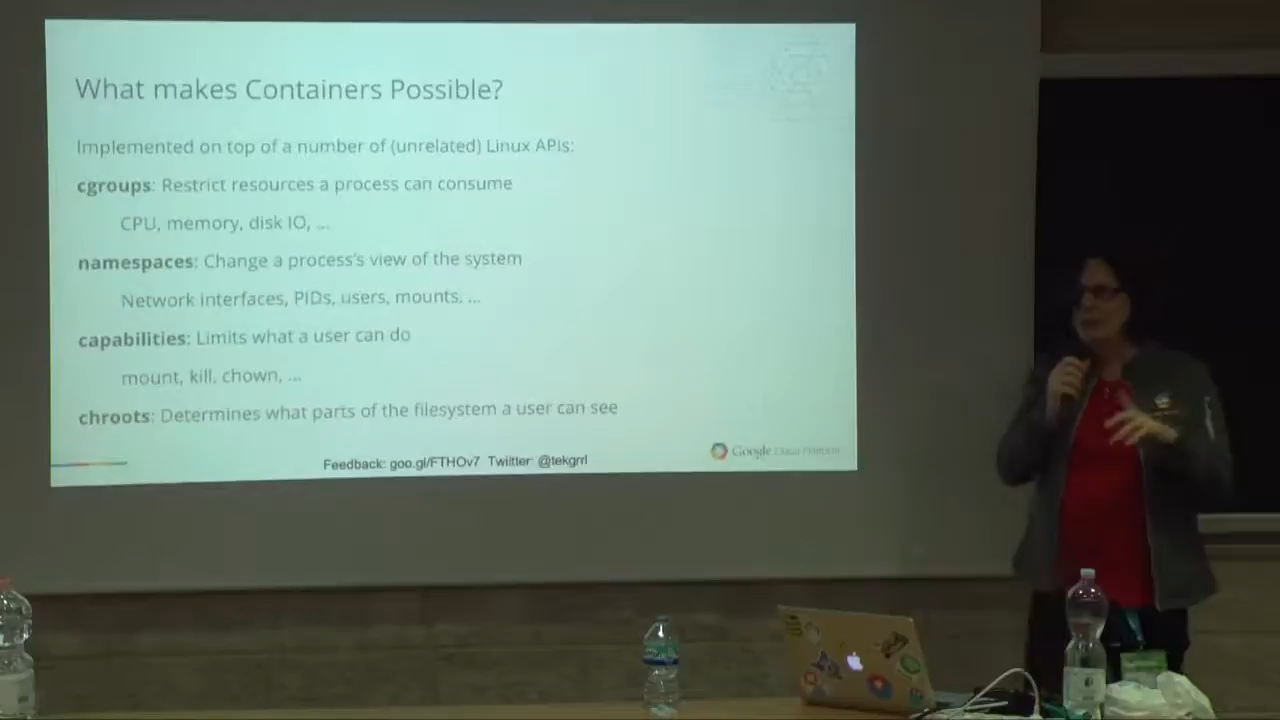 What makes Containers Possible?
Implemented on top of a number of (unrelated) Linux APIs:
cgroups: Restrict resources a process can consume
CPU, memory, disk IO, ...
namespaces: Change a process's view of the system
Network interfaces, PIDs, users, mounts, ...
capabilities: Limits what a user can do
mount, kill, chown, ...
chroots: Determines what parts of the filesystem a user can see
Feedback: goo.gl/FTHOv7 Twiitter: @tekgrrl
Google Cloud Platform